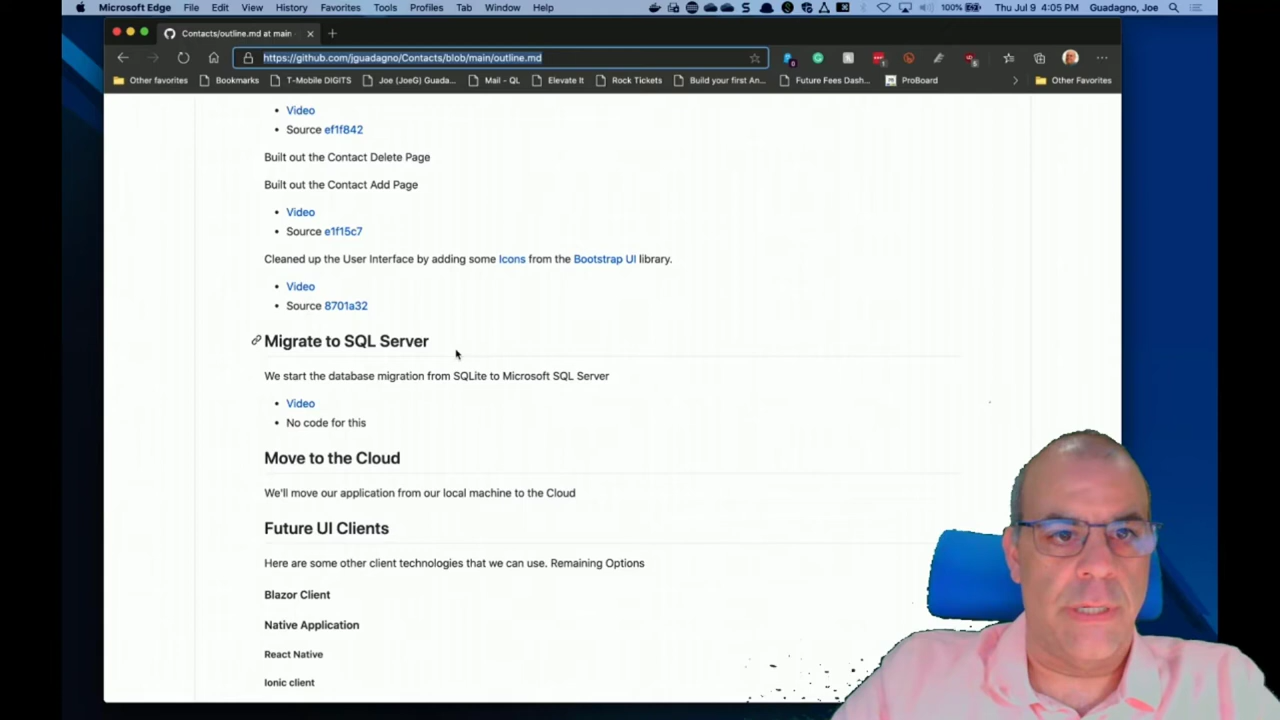 Microsoft Edge File Edit View History Favorites Tools Profiles Tab Window Help 100% Thu Jul 9 4:05 PM Guadagno, Joe
Contacts/outline.md at main
https://github.com/jguadagno/Contacts/blob/main/outline.md
Other favorites Bookmarks T-Mobile DIGITS Joe (JoeG) Guada... Mail - QL Elevate It Rock Tickets Build your first An... Future Fees Dash... ProBoard Other Favorites
Video
Source ef1f842
Built out the Contact Delete Page
Built out the Contact Add Page
Video
Source e1f15c7
Cleaned up the User Interface by adding some Icons from the Bootstrap UI library.
Video
Source 8701a32
Migrate to SQL Server
We start the database migration from SQLite to Microsoft SQL Server
Video
No code for this
Move to the Cloud
We'll move our application from our local machine to the Cloud
Future UI Clients
Here are some other client technologies that we can use. Remaining Options
Blazor Client
Native Application
React Native
Ionic client